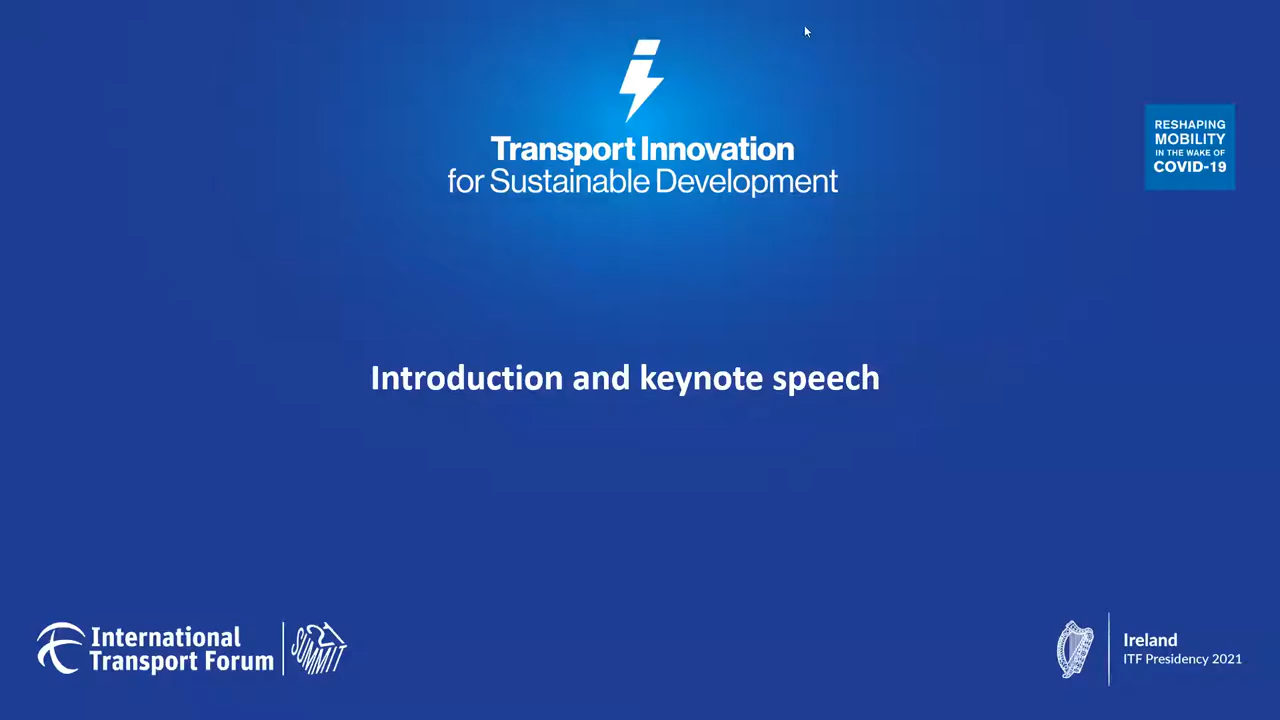 Transport Innovation
for Sustainable Development
RESHAPING
MOBILITY
IN THE WAKE OF
COVID-19
Introduction and keynote speech
International
Transport Forum
SUMMIT
Ireland
ITF Presidency 2021